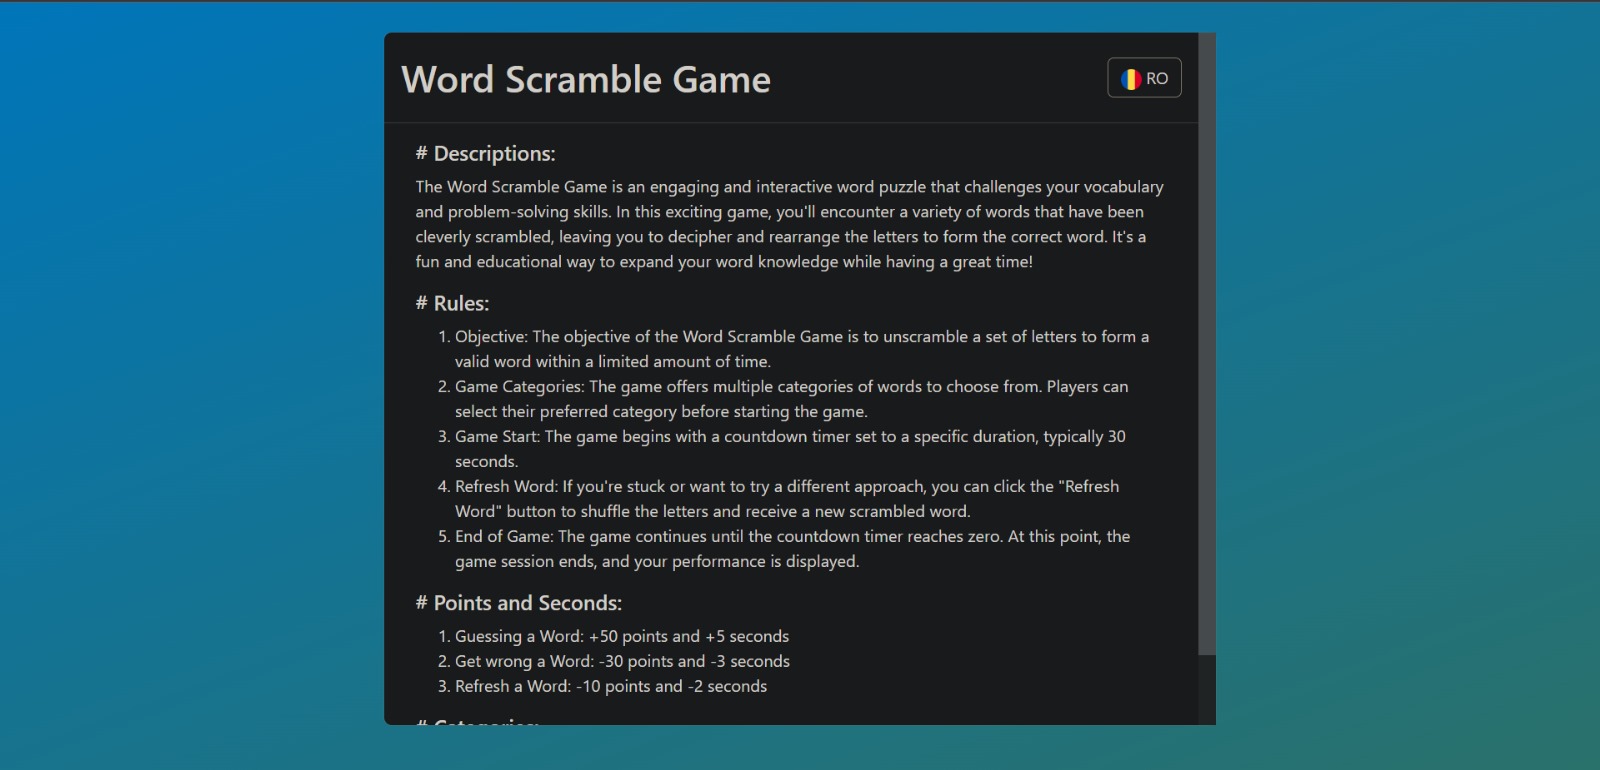 Word Scramble Game
RO
# Descriptions:
The Word Scramble Game is an engaging and interactive word puzzle that challenges your vocabulary
and problem-solving skills. In this exciting game, you'll encounter a variety of words that have been
cleverly scrambled, leaving you to decipher and rearrange the letters to form the correct word. It's a
fun and educational way to expand your word knowledge while having a great time!
# Rules:
1. Objective: The objective of the Word Scramble Game is to unscramble a set of letters to form a
valid word within a limited amount of time.
2. Game Categories: The game offers multiple categories of words to choose from. Players can
select their preferred category before starting the game.
3. Game Start: The game begins with a countdown timer set to a specific duration, typically 30
seconds.
4. Refresh Word: If you're stuck or want to try a different approach, you can click the "Refresh
Word" button to shuffle the letters and receive a new scrambled word.
5. End of Game: The game continues until the countdown timer reaches zero. At this point, the
game session ends, and your performance is displayed.
# Points and Seconds:
1. Guessing a Word: +50 points and +5 seconds
2. Get wrong a Word: -30 points and -3 seconds
3. Refresh a Word: -10 points and -2 seconds
# Categories: